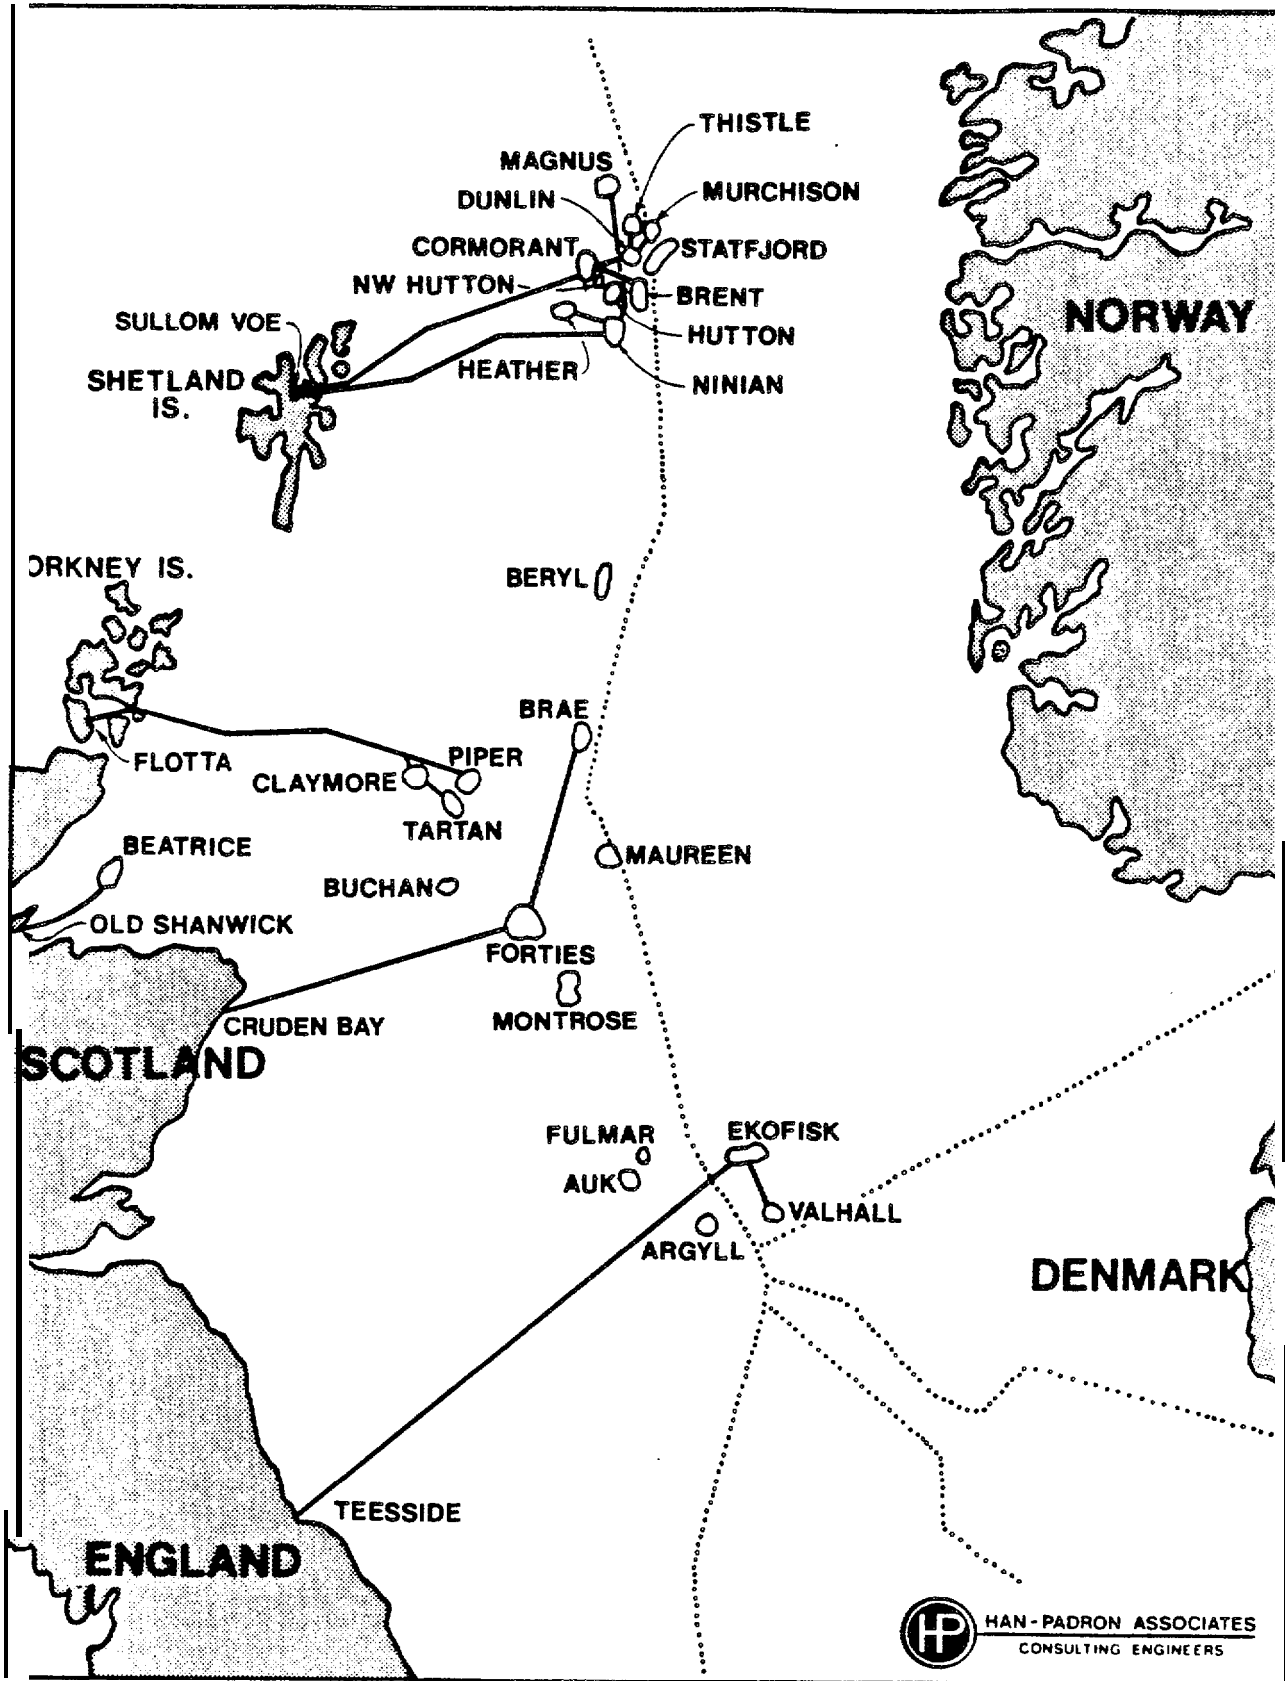 THISTLE
MAGNUS
DUNLIN
MURCHISON
CORMORANT
STATFJORD
NW HUTTON
BRENT
NORWAY
SULLOM VOE
HUTTON
SHETLAND
IS.
HEATHER
NINIAN
ORKNEY IS.
BERYL
BRAE
FLOTTA
PIPER
CLAYMORE
TARTAN
BEATRICE
MAUREEN
BUCHAN
OLD SHANWICK
FORTIES
MONTROSE
CRUDEN BAY
SCOTLAND
FULMAR
EKOFISK
AUK
VALHALL
ARGYLL
DENMARK
TEESSIDE
ENGLAND
HP
HAN-PADRON ASSOCIATES
CONSULTING ENGINEERS